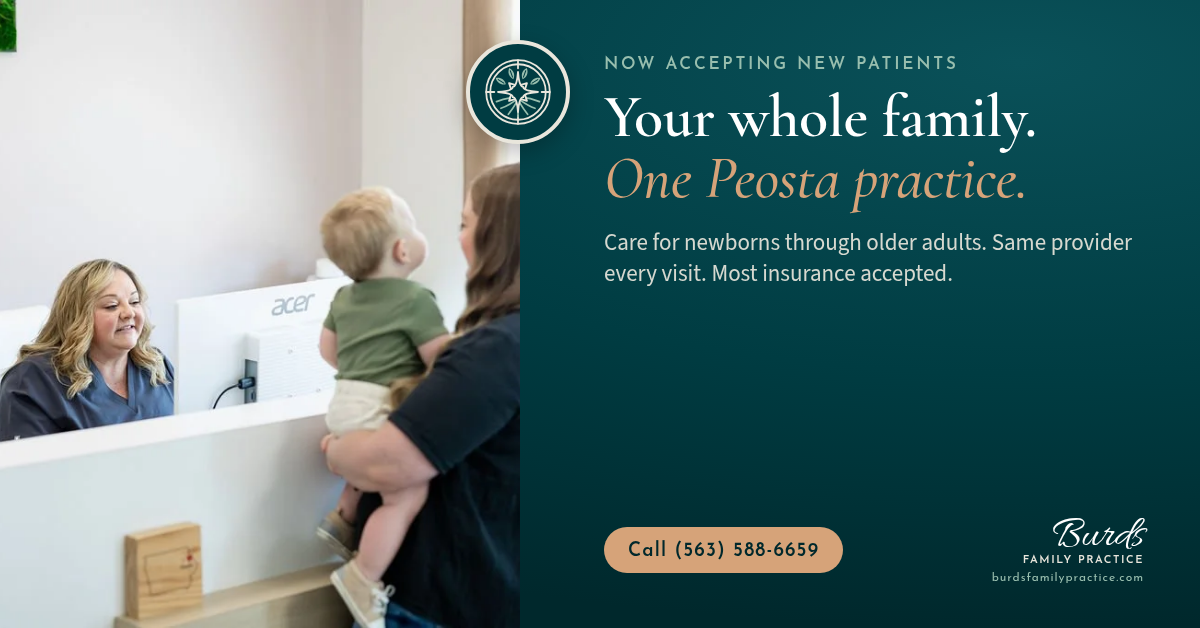 NOW ACCEPTING NEW PATIENTS
Your whole family.
One Peosta practice.
Care for newborns through older adults. Same provider
every visit. Most insurance accepted.
acer
Call (563) 588-6659
Burds
FAMILY PRACTICE
burdsfamilypractice.com